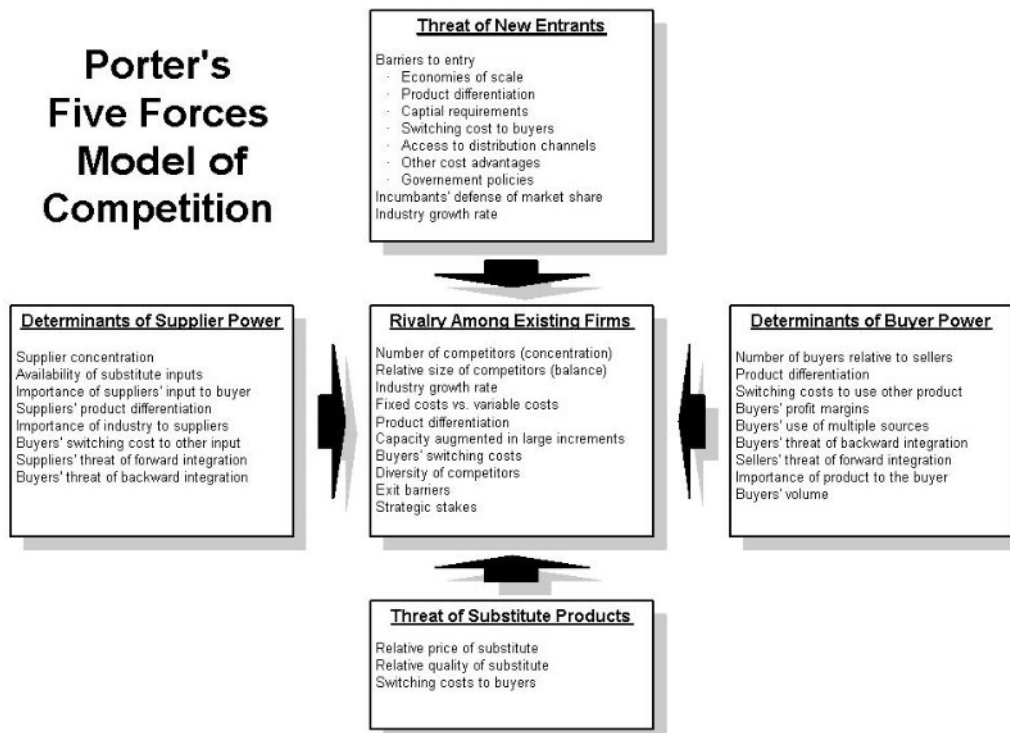 Porter's
Five Forces
Model of
Competition
Threat of New Entrants
Barriers to entry
· Economies of scale
· Product differentiation
· Captial requirements
· Switching cost to buyers
· Access to distribution channels
· Other cost advantages
· Governement policies
Incumbants' defense of market share
Industry growth rate
Determinants of Supplier Power
Supplier concentration
Availability of substitute inputs
Importance of suppliers' input to buyer
Suppliers' product differentiation
Importance of industry to suppliers
Buyers' switching cost to other input
Suppliers' threat of forward integration
Buyers' threat of backward integration
Rivalry Among Existing Firms
Number of competitors (concentration)
Relative size of competitors (balance)
Industry growth rate
Fixed costs vs. variable costs
Product differentiation
Capacity augmented in large increments
Buyers' switching costs
Diversity of competitors
Exit barriers
Strategic stakes
Determinants of Buyer Power
Number of buyers relative to sellers
Product differentiation
Switching costs to use other product
Buyers' profit margins
Buyers' use of multiple sources
Buyers' threat of backward integration
Sellers' threat of forward integration
Importance of product to the buyer
Buyers' volume
Threat of Substitute Products
Relative price of substitute
Relative quality of substitute
Switching costs to buyers